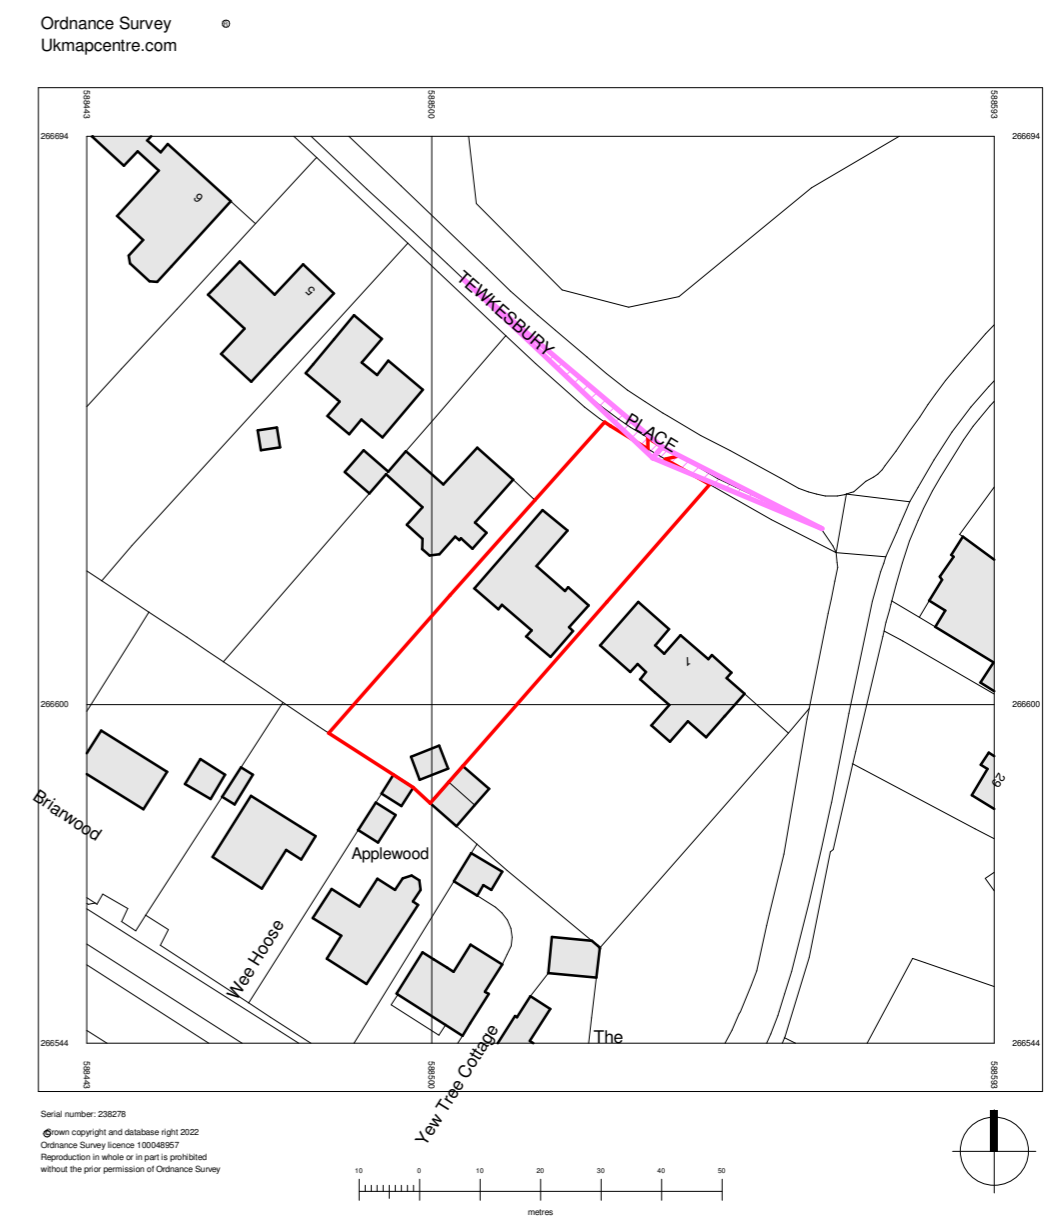 Ordnance Survey ©
Ukmapcentre.com
588443 588500 588593
266694 266694
6
5
TEWKESBURY
PLACE
1
266600 266600
29
Briarwood
Applewood
Wee Hoose
Yew Tree Cottage
The
266544 266544
588443 588500 588593
Serial number: 238278
©Crown copyright and database right 2022
Ordnance Survey licence 100048957
Reproduction in whole or in part is prohibited
without the prior permission of Ordnance Survey
10 0 10 20 30 40 50
metres